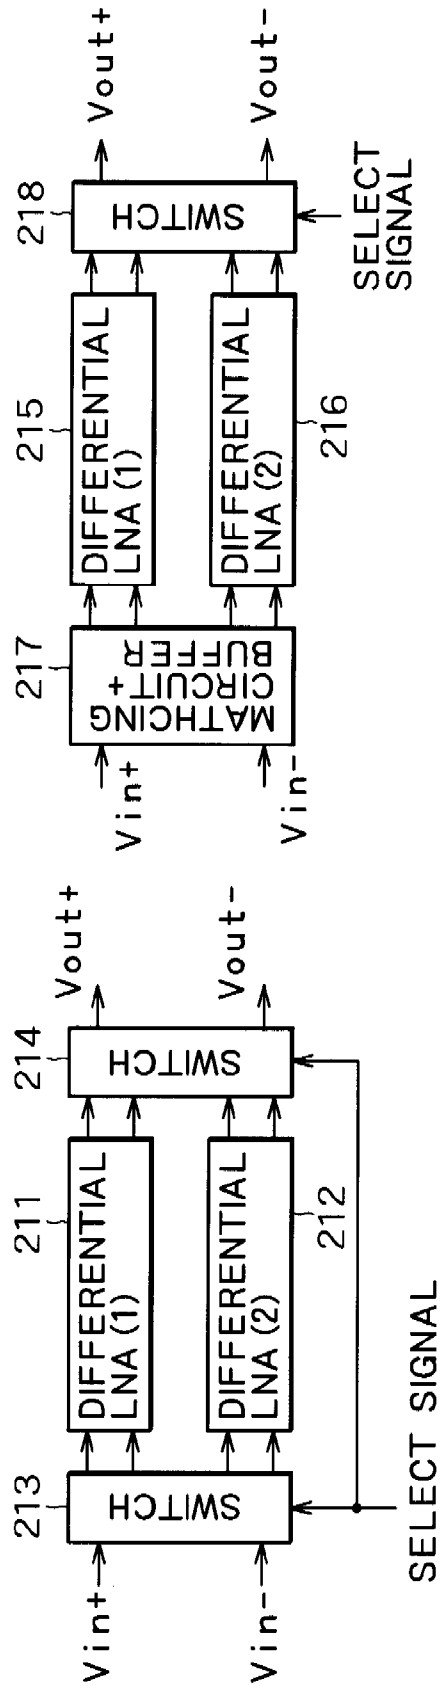 213
211
214
Vin+
SWITCH
DIFFERENTIAL
LNA (1)
SWITCH
Vout+
Vin-
DIFFERENTIAL
LNA (2)
212
Vout-
SELECT SIGNAL
217
215
218
Vin+
MATHCING
CIRCUIT+
BUFFER
DIFFERENTIAL
LNA (1)
SWITCH
Vout+
Vin-
DIFFERENTIAL
LNA (2)
216
Vout-
SELECT
SIGNAL